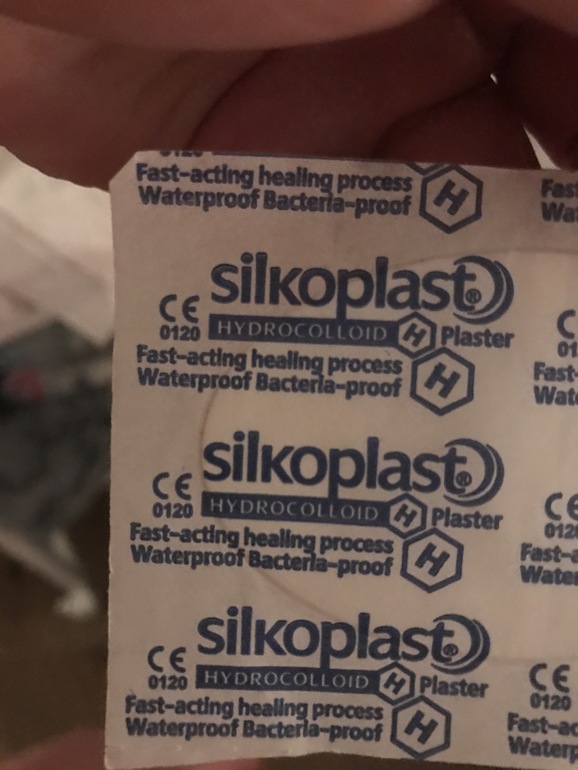 Fast-acting healing process H
Waterproof Bacteria-proof
silkoplast®
CE
0120 HYDROCOLLOID H Plaster
Fast-acting healing process
Waterproof Bacteria-proof H
silkoplast®
CE
0120 HYDROCOLLOID H Plaster
Fast-acting healing process
Waterproof Bacteria-proof H
silkoplast®
CE
0120 HYDROCOLLOID H Plaster
Fast-acting healing process
Waterproof Bacteria-proof H
CE
0120